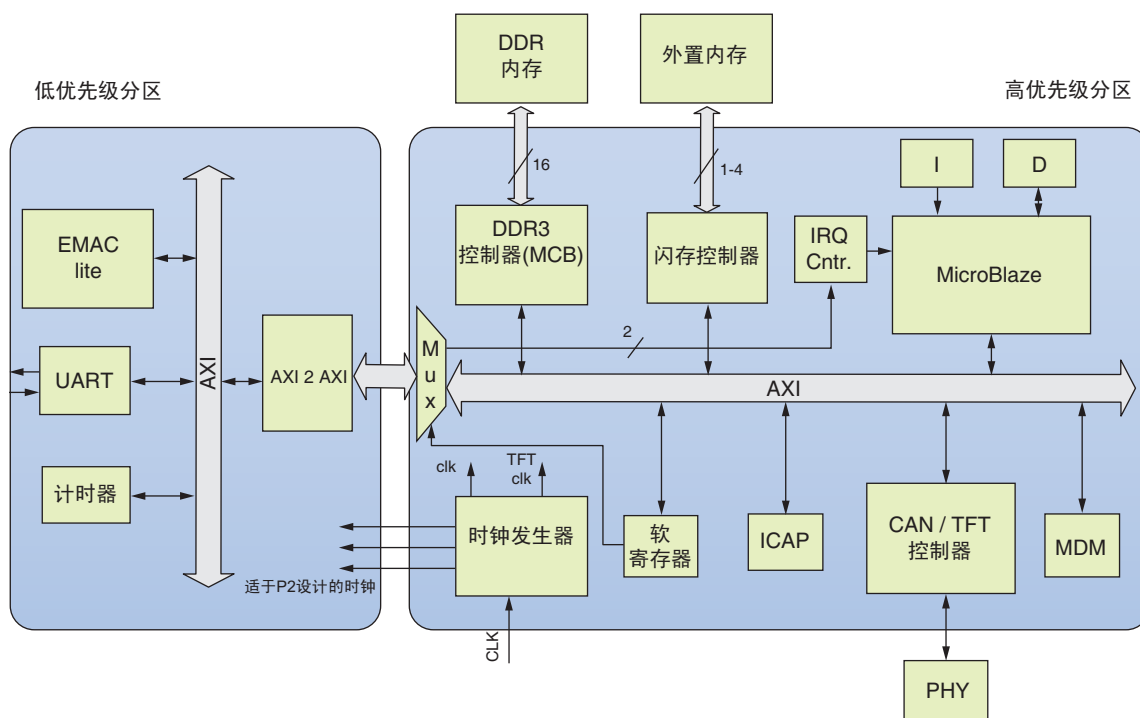 低优先级分区
高优先级分区
DDR
内存
外置内存
16
1-4
I
D
EMAC
lite
DDR3
控制器(MCB)
闪存控制器
IRQ
Cntr.
MicroBlaze
2
Mux
UART
AXI
AXI 2 AXI
AXI
计时器
clk
TFT
clk
时钟发生器
软
寄存器
ICAP
CAN / TFT
控制器
MDM
适于P2设计的时钟
CLK
PHY